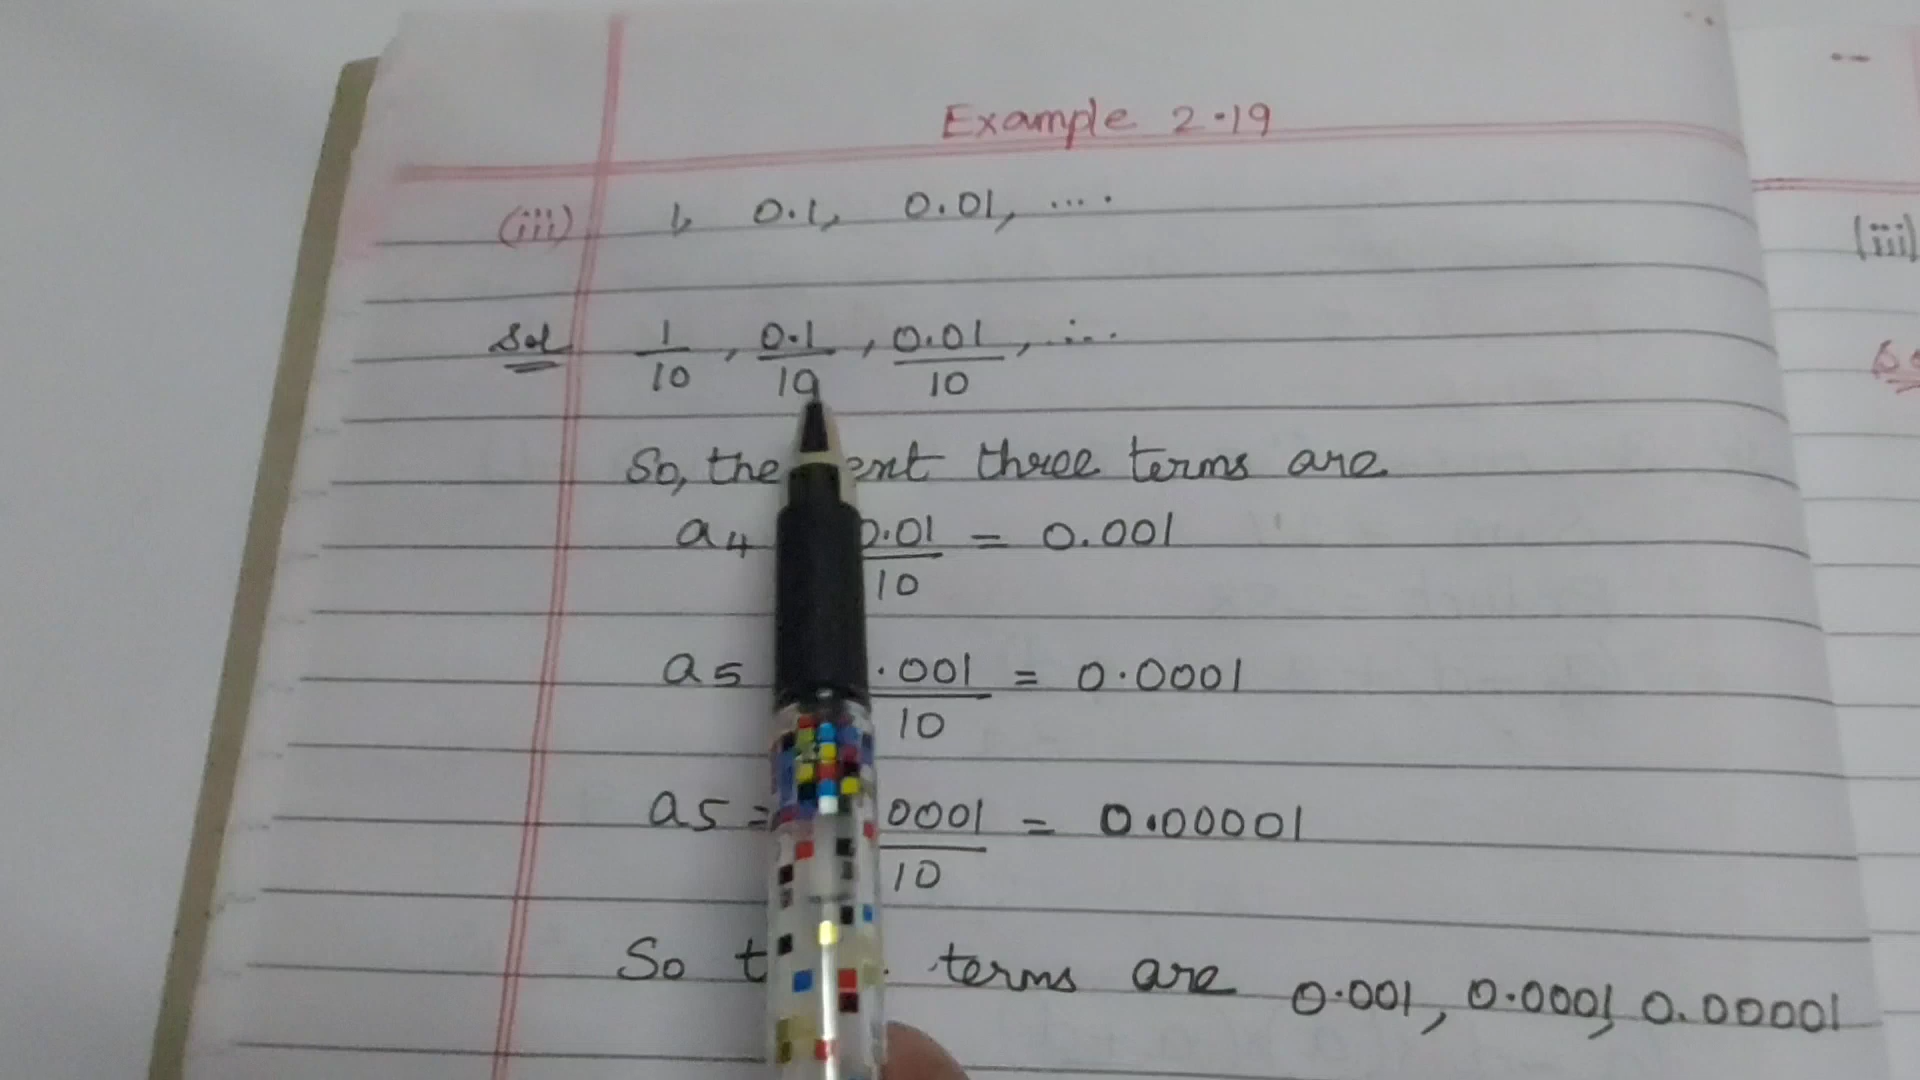 Example 2.19
(iii) 1, 0.1, 0.01, ....
Sol 1/10, 0.1/10, 0.01/10, ....
So, the three terms are
a4 0.01/10 = 0.001
a5 .001/10 = 0.0001
a5 = 0001/10 = 0.00001
So terms are 0.001, 0.0001, 0.00001
(iii)